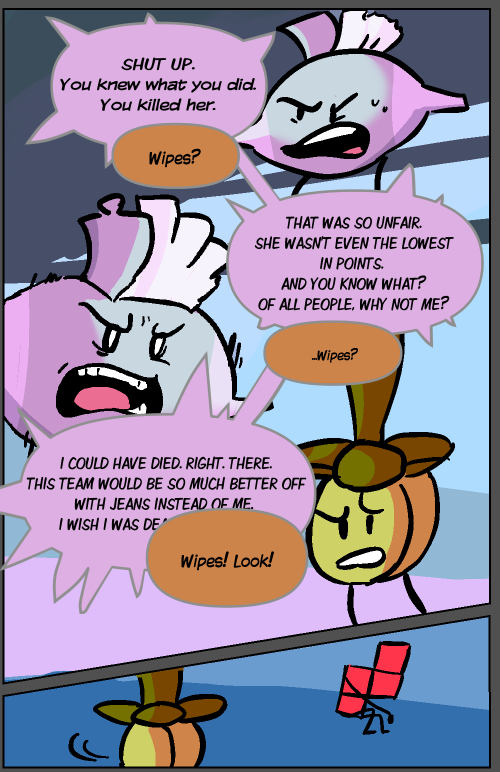 SHUT UP.
You knew what you did.
You killed her.
Wipes?
THAT WAS SO UNFAIR.
SHE WASN'T EVEN THE LOWEST
IN POINTS.
AND YOU KNOW WHAT?
OF ALL PEOPLE, WHY NOT ME?
...Wipes?
I COULD HAVE DIED. RIGHT. THERE.
THIS TEAM WOULD BE SO MUCH BETTER OFF
WITH JEANS INSTEAD OF ME.
I WISH I WAS
Wipes! Look!